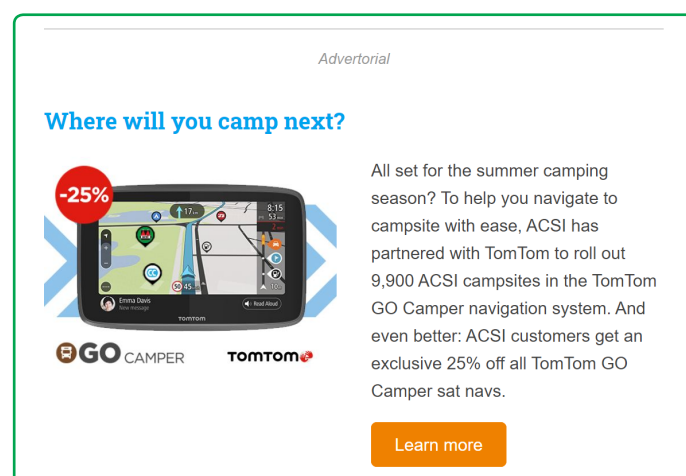 Advertorial
Where will you camp next?
-25%
17
8:15
53
50
45
Emma Davis
New message
Read Aloud
TOMTOM
GO CAMPER
TOMTOM
All set for the summer camping
season? To help you navigate to
campsite with ease, ACSI has
partnered with TomTom to roll out
9,900 ACSI campsites in the TomTom
GO Camper navigation system. And
even better: ACSI customers get an
exclusive 25% off all TomTom GO
Camper sat navs.
Learn more